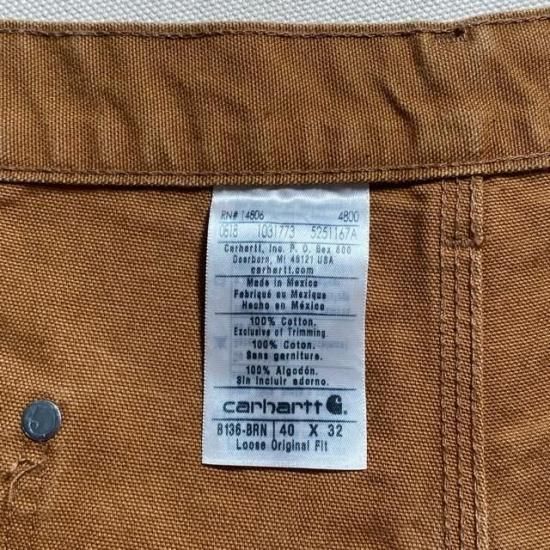 RN# 14806 4800
0618 1031773 5251167A
Carhartt, Inc. P. O. Box 600
Dearborn, MI 48121 USA
carhartt.com
Made in Mexico
Fabriqué au Mexique
Hecho en México
100% Cotton.
Exclusive of Trimming.
100% Coton.
Sans garniture.
100% Algodón.
Sin incluir adorno.
carhartt
B136-BRN 40 X 32
Loose Original Fit